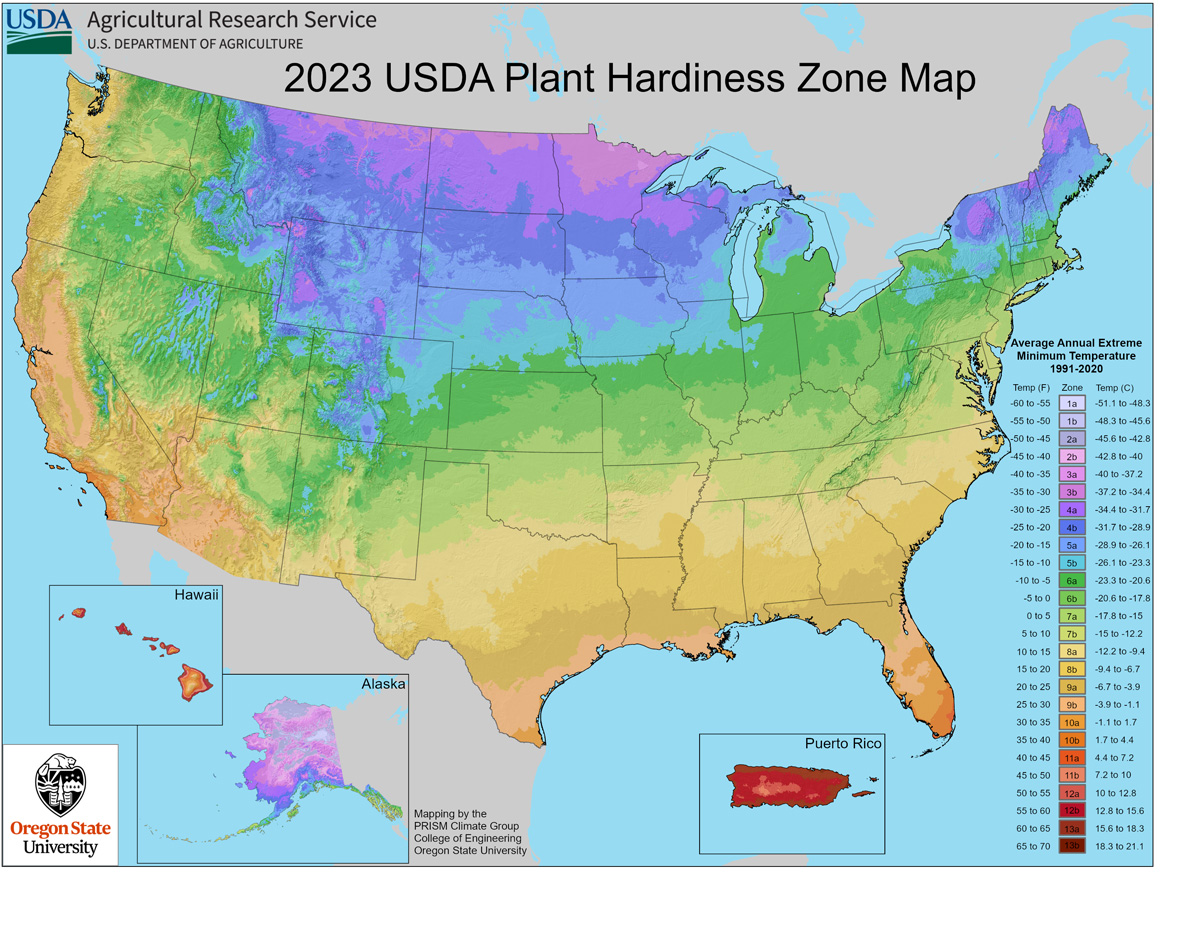 USDA
Agricultural Research Service
U.S. DEPARTMENT OF AGRICULTURE
2023 USDA Plant Hardiness Zone Map
Average Annual Extreme
Minimum Temperature
1991-2020
Temp (F) Zone Temp (C)
-60 to -55 1a -51.1 to -48.3
-55 to -50 1b -48.3 to -45.6
-50 to -45 2a -45.6 to -42.8
-45 to -40 2b -42.8 to -40
-40 to -35 3a -40 to -37.2
-35 to -30 3b -37.2 to -34.4
-30 to -25 4a -34.4 to -31.7
-25 to -20 4b -31.7 to -28.9
-20 to -15 5a -28.9 to -26.1
-15 to -10 5b -26.1 to -23.3
-10 to -5 6a -23.3 to -20.6
-5 to 0 6b -20.6 to -17.8
0 to 5 7a -17.8 to -15
5 to 10 7b -15 to -12.2
10 to 15 8a -12.2 to -9.4
15 to 20 8b -9.4 to -6.7
20 to 25 9a -6.7 to -3.9
25 to 30 9b -3.9 to -1.1
30 to 35 10a -1.1 to 1.7
35 to 40 10b 1.7 to 4.4
40 to 45 11a 4.4 to 7.2
45 to 50 11b 7.2 to 10
50 to 55 12a 10 to 12.8
55 to 60 12b 12.8 to 15.6
60 to 65 13a 15.6 to 18.3
65 to 70 13b 18.3 to 21.1
Hawaii
Alaska
Puerto Rico
Mapping by the
PRISM Climate Group
College of Engineering
Oregon State University
Oregon State
University